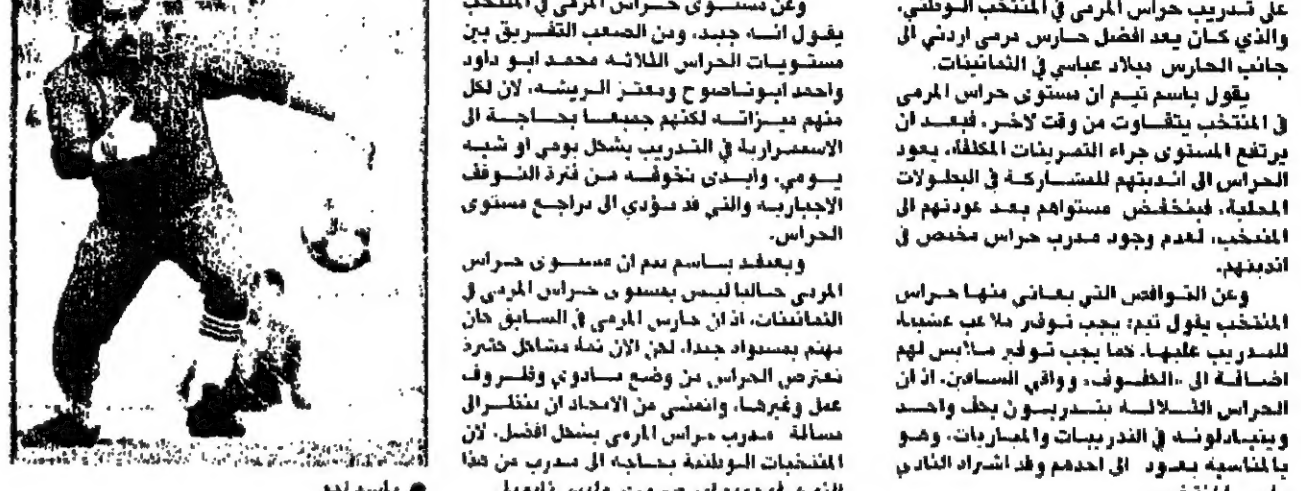 على تدريب حراس المرمى في المنتخب الوطني،
والذي كان يعد افضل حارس مرمى اردني الى
جانب الحارس ميلاد عباسي في الثمانينات.
يقول باسم تيم ان مستوى حراس المرمى
في المنتخب يتفاوت من وقت لاخر، فبعد ان
يرتفع المستوى جراء التمرينات المكثفة، يعود
الحراس الى انديتهم للمشاركة في البطولات
المحلية، فينخفض مستواهم بعد عودتهم الى
المنتخب، لعدم وجود مدرب حراس مختص في
انديتهم.
وعن النواقص التي يعاني منها حراس
المنتخب يقول تيم: يجب توفير ملاعب عشبية
للتدريب عليها، كما يجب توفير ملابس لهم
اضافة الى «الكفوف» وواقي الساقين، اذ ان
الحراس الثلاثة يتدربون بكف واحد
ويتبادلونه في التدريبات والمباريات، وهو
بالمناسبة يعود الى احدهم وقد اشتراه النادي
وعن مستوى حراس المرمى في المنتخب
يقول انه جيد، ومن الصعب التفريق بين
مستويات الحراس الثلاثة محمد ابو داود
واحمد ابوناصوح ومعتز الريشه، لان لكل
منهم ميزاته لكنهم جميعا بحاجة الى
الاستمرارية في التدريب بشكل يومي او شبه
يومي، وابدى تخوفه من فترة التوقف
الاجبارية والتي قد تؤدي الى تراجع مستوى
الحراس.
ويعتقد باسم تيم ان مستوى حراس
المرمى حاليا ليس بمستوى حراس المرمى في
الثمانينات، اذ ان حارس المرمى في السابق كان
مهتم بمستواه جدا، لكن الان ثمة مشاكل كثيرة
تعترض الحراس من وضع مادي وظروف
عمل وغيرها، واتمنى من الاتحاد ان ينظر الى
مسألة مدرب حراس المرمى بشكل افضل، لان
المنتخبات الوطنية بحاجة الى مدرب من هذا
● باسم تيم